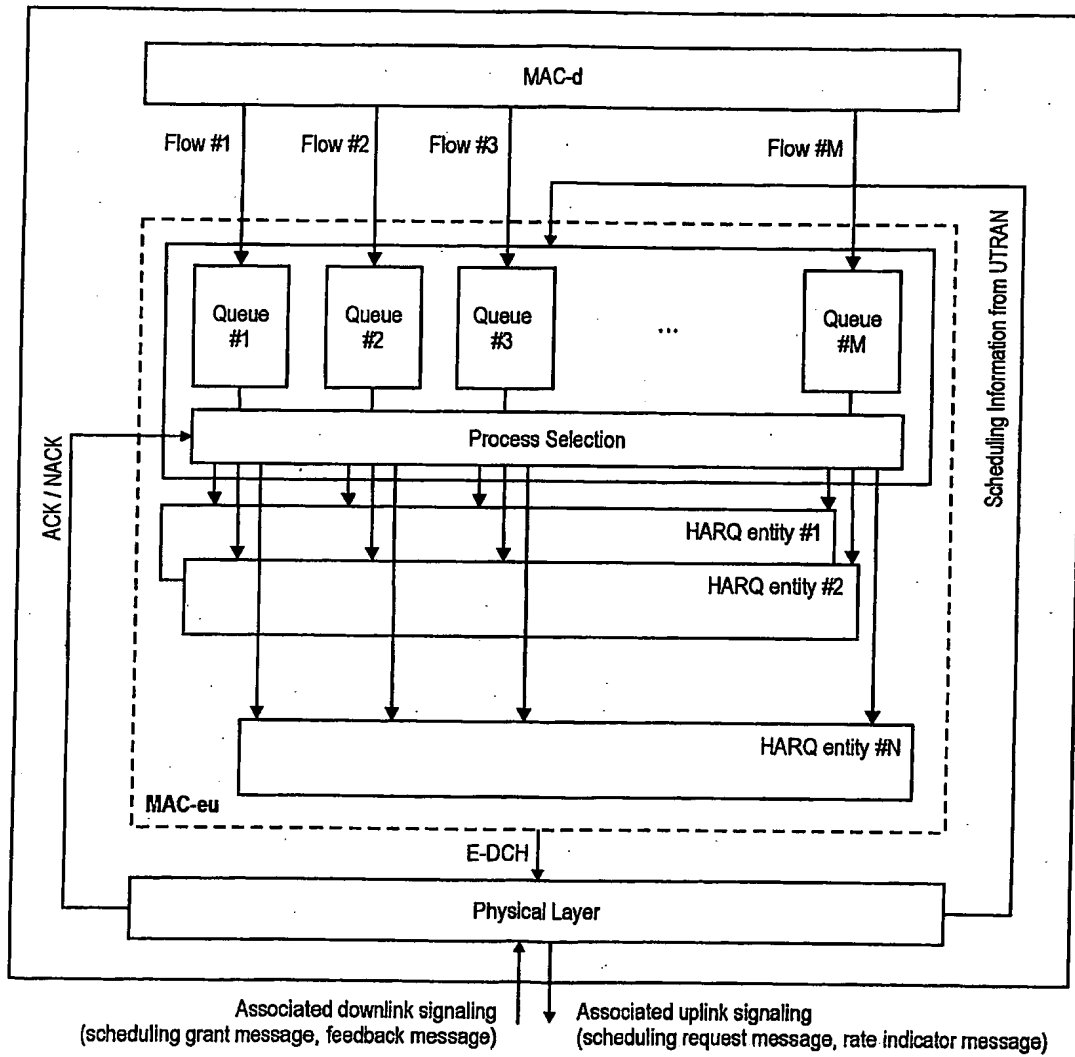 MAC-d
Flow #1
Flow #2
Flow #3
Flow #M
Queue
#1
Queue
#2
Queue
#3
...
Queue
#M
Process Selection
ACK / NACK
Scheduling Information from UTRAN
HARQ entity #1
HARQ entity #2
HARQ entity #N
MAC-eu
E-DCH
Physical Layer
Associated downlink signaling
(scheduling grant message, feedback message)
Associated uplink signaling
(scheduling request message, rate indicator message)